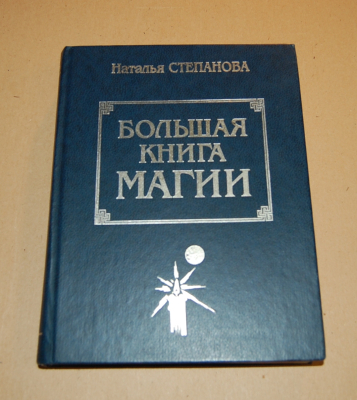 Наталья СТЕПАНОВА
БОЛЬШАЯ
КНИГА
МАГИИ